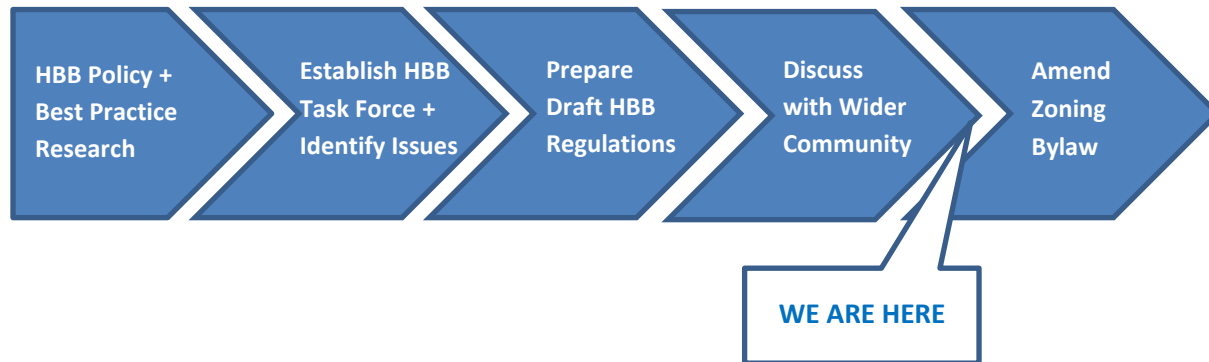 HBB Policy +
Best Practice
Research
Establish HBB
Task Force +
Identify Issues
Prepare
Draft HBB
Regulations
Discuss
with Wider
Community
Amend
Zoning
Bylaw
WE ARE HERE